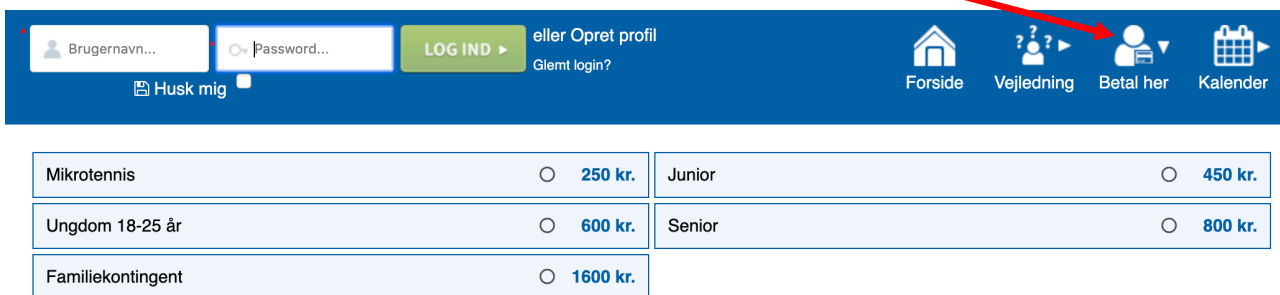 Brugernavn...
Password...
LOG IND ▸
eller Opret profil
Glemt login?
Husk mig
Forside
Vejledning
Betal her
Kalender
Mikrotennis 250 kr.
Junior 450 kr.
Ungdom 18-25 år 600 kr.
Senior 800 kr.
Familiekontingent 1600 kr.